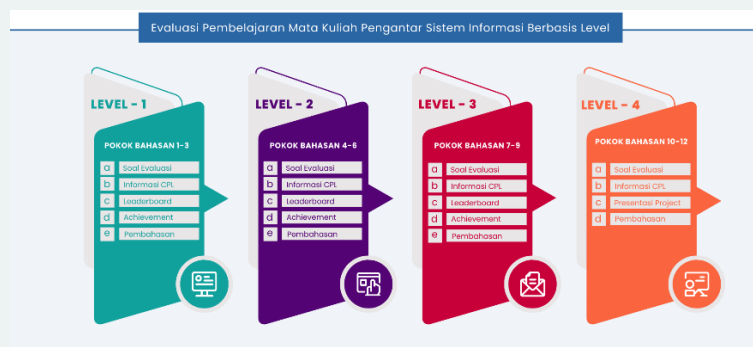 Evaluasi Pembelajaran Mata Kuliah Pengantar Sistem Informasi Berbasis Level
LEVEL - 1
POKOK BAHASAN 1-3
a Soal Evaluasi
b Informasi CPL
c Leaderboard
d Achievement
e Pembahasan
LEVEL - 2
POKOK BAHASAN 4-6
a Soal Evaluasi
b Informasi CPL
c Leaderboard
d Achievement
e Pembahasan
LEVEL - 3
POKOK BAHASAN 7-9
a Soal Evaluasi
b Informasi CPL
c Leaderboard
d Achievement
e Pembahasan
LEVEL - 4
POKOK BAHASAN 10-12
a Soal Evaluasi
b Informasi CPL
c Presentasi Project
d Pembahasan